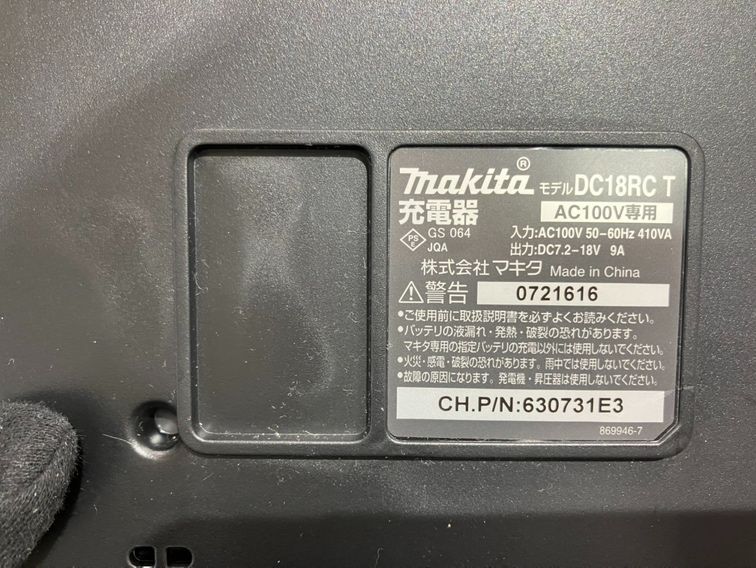 makita® モデル DC18RC T
充電器 AC100V専用
PS E GS 064 JQA
入力:AC100V 50-60Hz 410VA
出力:DC7.2-18V 9A
株式会社 マキタ Made in China
警告 0721616
•ご使用前に取扱説明書を必ずよくお読みください。
•バッテリの液漏れ・発熱・破裂の恐れがあります。
マキタ専用の指定バッテリの充電以外には使用しないでください。
•火災・感電・破裂の恐れがあります。雨中では使用しないでください。
•故障の原因になります。発電機・昇圧器は使用しないでください。
CH.P/N:630731E3
869946-7